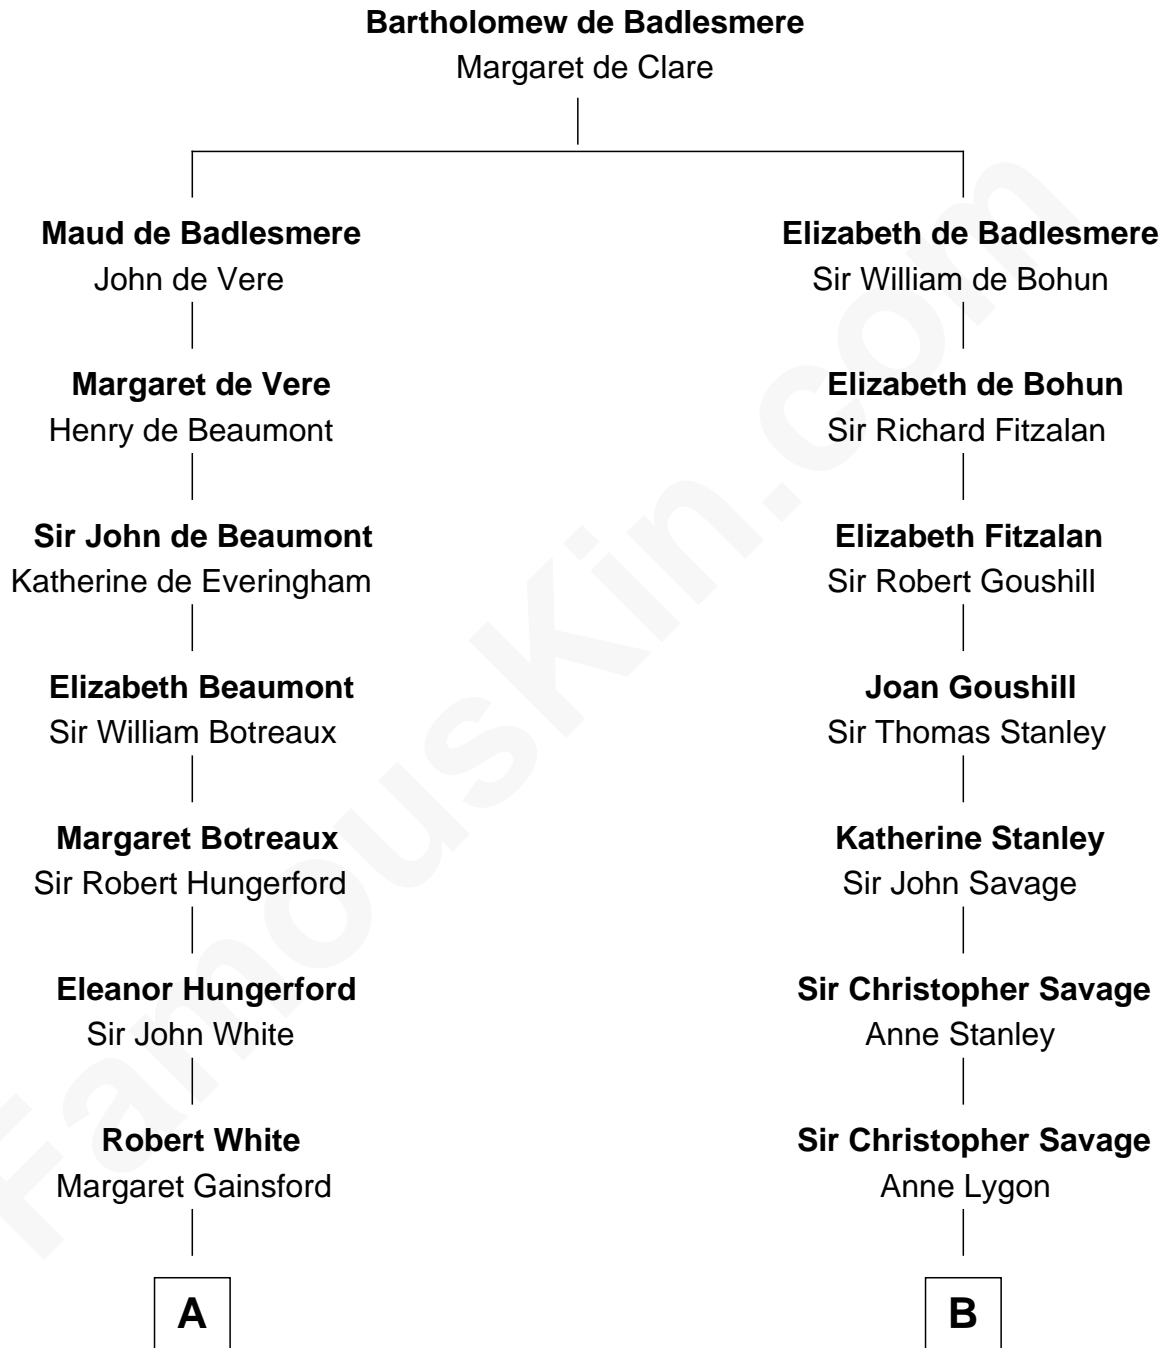 Bartholomew de Badlesmere
Margaret de Clare
Maud de Badlesmere
John de Vere
Elizabeth de Badlesmere
Sir William de Bohun
Margaret de Vere
Henry de Beaumont
Elizabeth de Bohun
Sir Richard Fitzalan
Sir John de Beaumont
Katherine de Everingham
Elizabeth Fitzalan
Sir Robert Goushill
Elizabeth Beaumont
Sir William Botreaux
Joan Goushill
Sir Thomas Stanley
Margaret Botreaux
Sir Robert Hungerford
Katherine Stanley
Sir John Savage
Eleanor Hungerford
Sir John White
Sir Christopher Savage
Anne Stanley
Robert White
Margaret Gainsford
Sir Christopher Savage
Anne Lygon
A
B
FamousKin.com